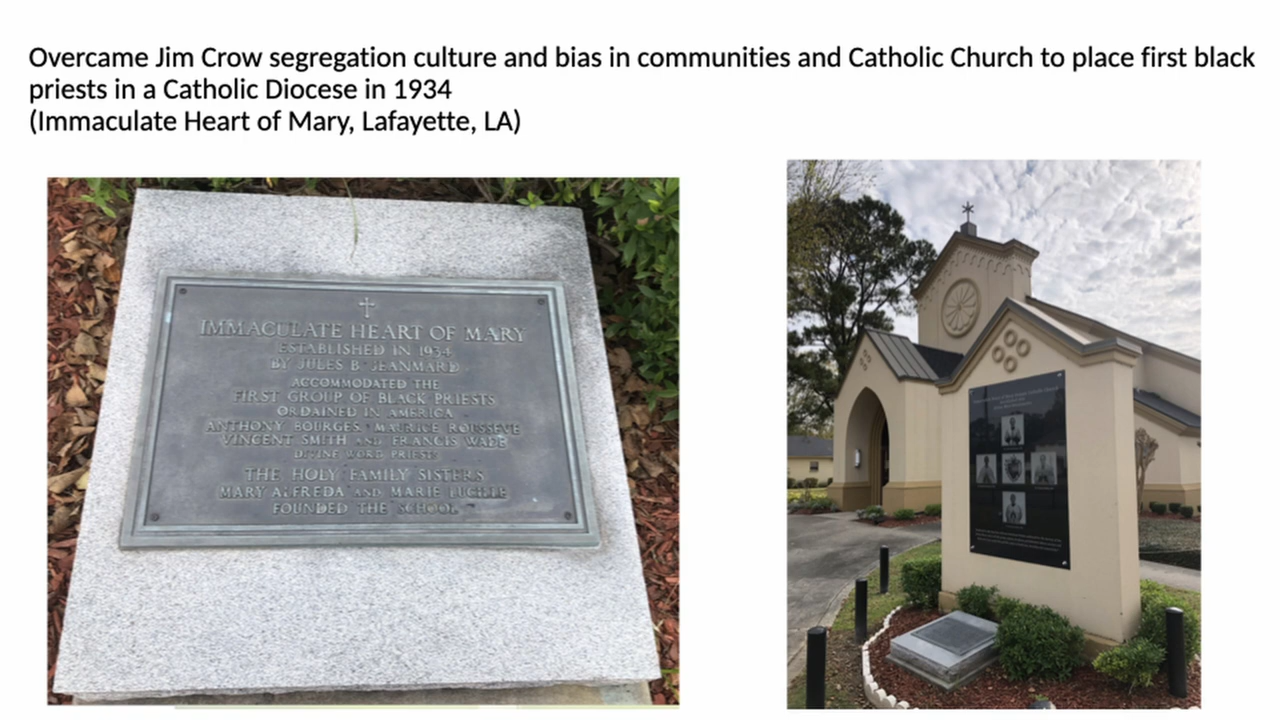 Overcame Jim Crow segregation culture and bias in communities and Catholic Church to place first black
priests in a Catholic Diocese in 1934
(Immaculate Heart of Mary, Lafayette, LA)
IMMACULATE HEART OF MARY
ESTABLISHED IN 1934
BY JULES B. JEANMARD
ACCOMMODATED THE
FIRST GROUP OF BLACK PRIESTS
ORDAINED IN AMERICA
ANTHONY BOURGES MAURICE ROUSSEVE
VINCENT SMITH AND FRANCIS WADE
DIVINE WORD PRIESTS
THE HOLY FAMILY SISTERS
MARY ALFREDA AND MARIE LUCILLE
FOUNDED THE SCHOOL